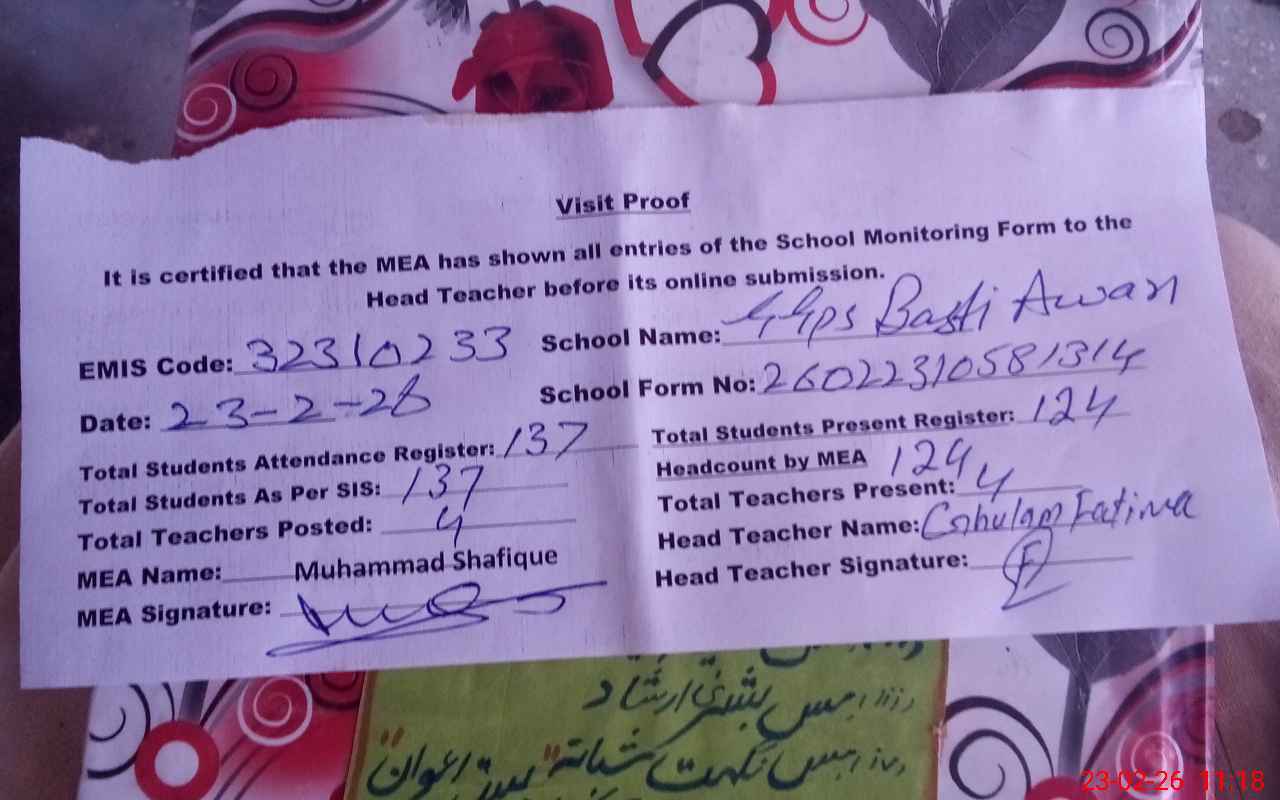 Visit Proof
It is certified that the MEA has shown all entries of the School Monitoring Form to the
Head Teacher before its online submission.
EMIS Code: 32310233 School Name: GGPS Basti Awan
Date: 23-2-26 School Form No: 26022310581314
Total Students Attendance Register: 137 Total Students Present Register: 124
Total Students As Per SIS: 137 Headcount by MEA 124
Total Teachers Posted: 4 Total Teachers Present: 4
MEA Name: Muhammad Shafique Head Teacher Name: Ghulam Fatima
MEA Signature: Head Teacher Signature:
مس بشریٰ ارشاد
مس نگہت شبانہ" اعوان"
23-02-26 11:18